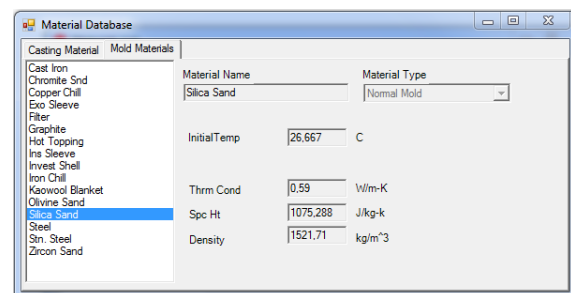 Material Database
Casting Material Mold Materials
Cast Iron
Chromite Snd
Copper Chill
Exo Sleeve
Filter
Graphite
Hot Topping
Ins Sleeve
Invest Shell
Iron Chill
Kaowool Blanket
Olivine Sand
Silica Sand
Steel
Stn. Steel
Zircon Sand
Material Name Material Type
Silica Sand Normal Mold
InitialTemp 26,667 C
Thrm Cond 0,59 W/m-K
Spc Ht 1075,288 J/kg-k
Density 1521,71 kg/m^3